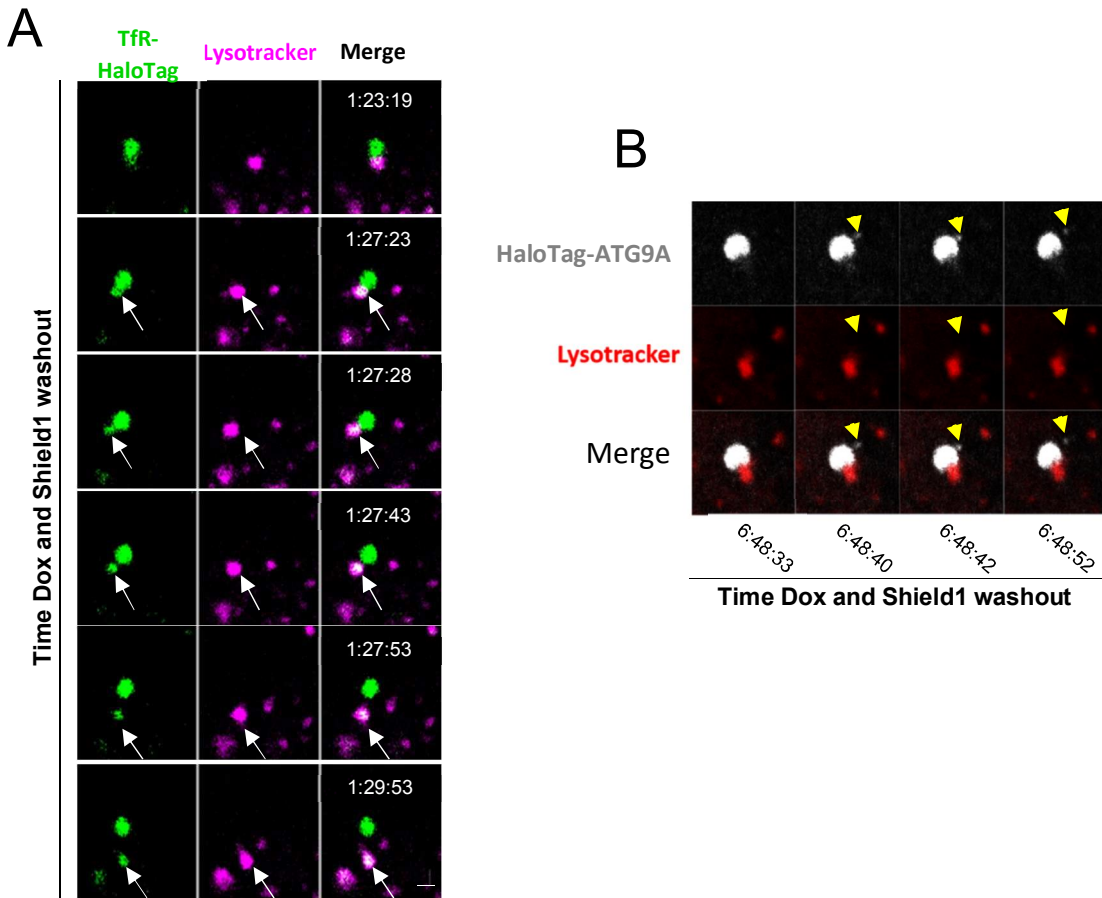 A
TfR-
HaloTag
Lysotracker
Merge
1:23:19
1:27:23
1:27:28
1:27:43
1:27:53
1:29:53
Time Dox and Shield1 washout
B
HaloTag-ATG9A
Lysotracker
Merge
6:48:33
6:48:40
6:48:42
6:48:52
Time Dox and Shield1 washout